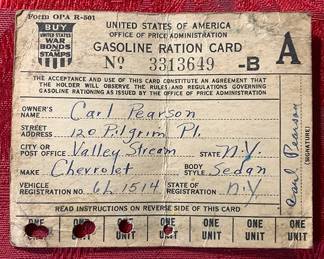 Form OPA R-501
BUY
UNITED STATES
WAR
BONDS
AND
STAMPS
UNITED STATES OF AMERICA
OFFICE OF PRICE ADMINISTRATION
GASOLINE RATION CARD
No 3313649 -B
A
THE ACCEPTANCE AND USE OF THIS CARD CONSTITUTE AN AGREEMENT THAT
THE HOLDER WILL OBSERVE THE RULES AND REGULATIONS GOVERNING
GASOLINE RATIONING AS ISSUED BY THE OFFICE OF PRICE ADMINISTRATION
OWNER'S NAME Carl Pearson
STREET ADDRESS 120 Pilgrim Pl.
CITY OR POST OFFICE Valley Stream STATE N.Y.
MAKE Chevrolet BODY STYLE Sedan
VEHICLE REGISTRATION NO. 6L1514 STATE OF REGISTRATION N.Y
Carl Pearson
(SIGNATURE)
READ INSTRUCTIONS ON REVERSE SIDE OF THIS CARD
ONE UNIT ONE UNIT ONE UNIT ONE UNIT ONE UNIT ONE UNIT